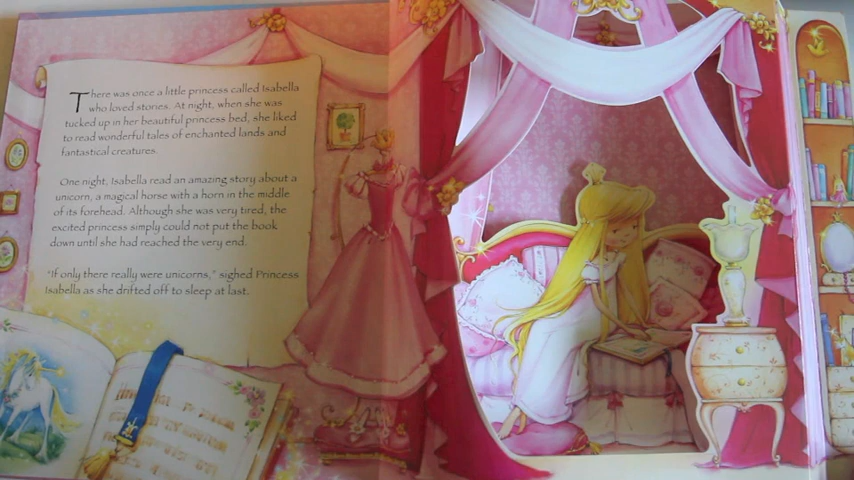 There was once a little princess called Isabella
who loved stories. At night, when she was
tucked up in her beautiful princess bed, she liked
to read wonderful tales of enchanted lands and
fantastical creatures.
One night, Isabella read an amazing story about a
unicorn, a magical horse with a horn in the middle
of its forehead. Although she was very tired, the
excited princess simply could not put the book
down until she had reached the very end.
"If only there really were unicorns," sighed Princess
Isabella as she drifted off to sleep at last.